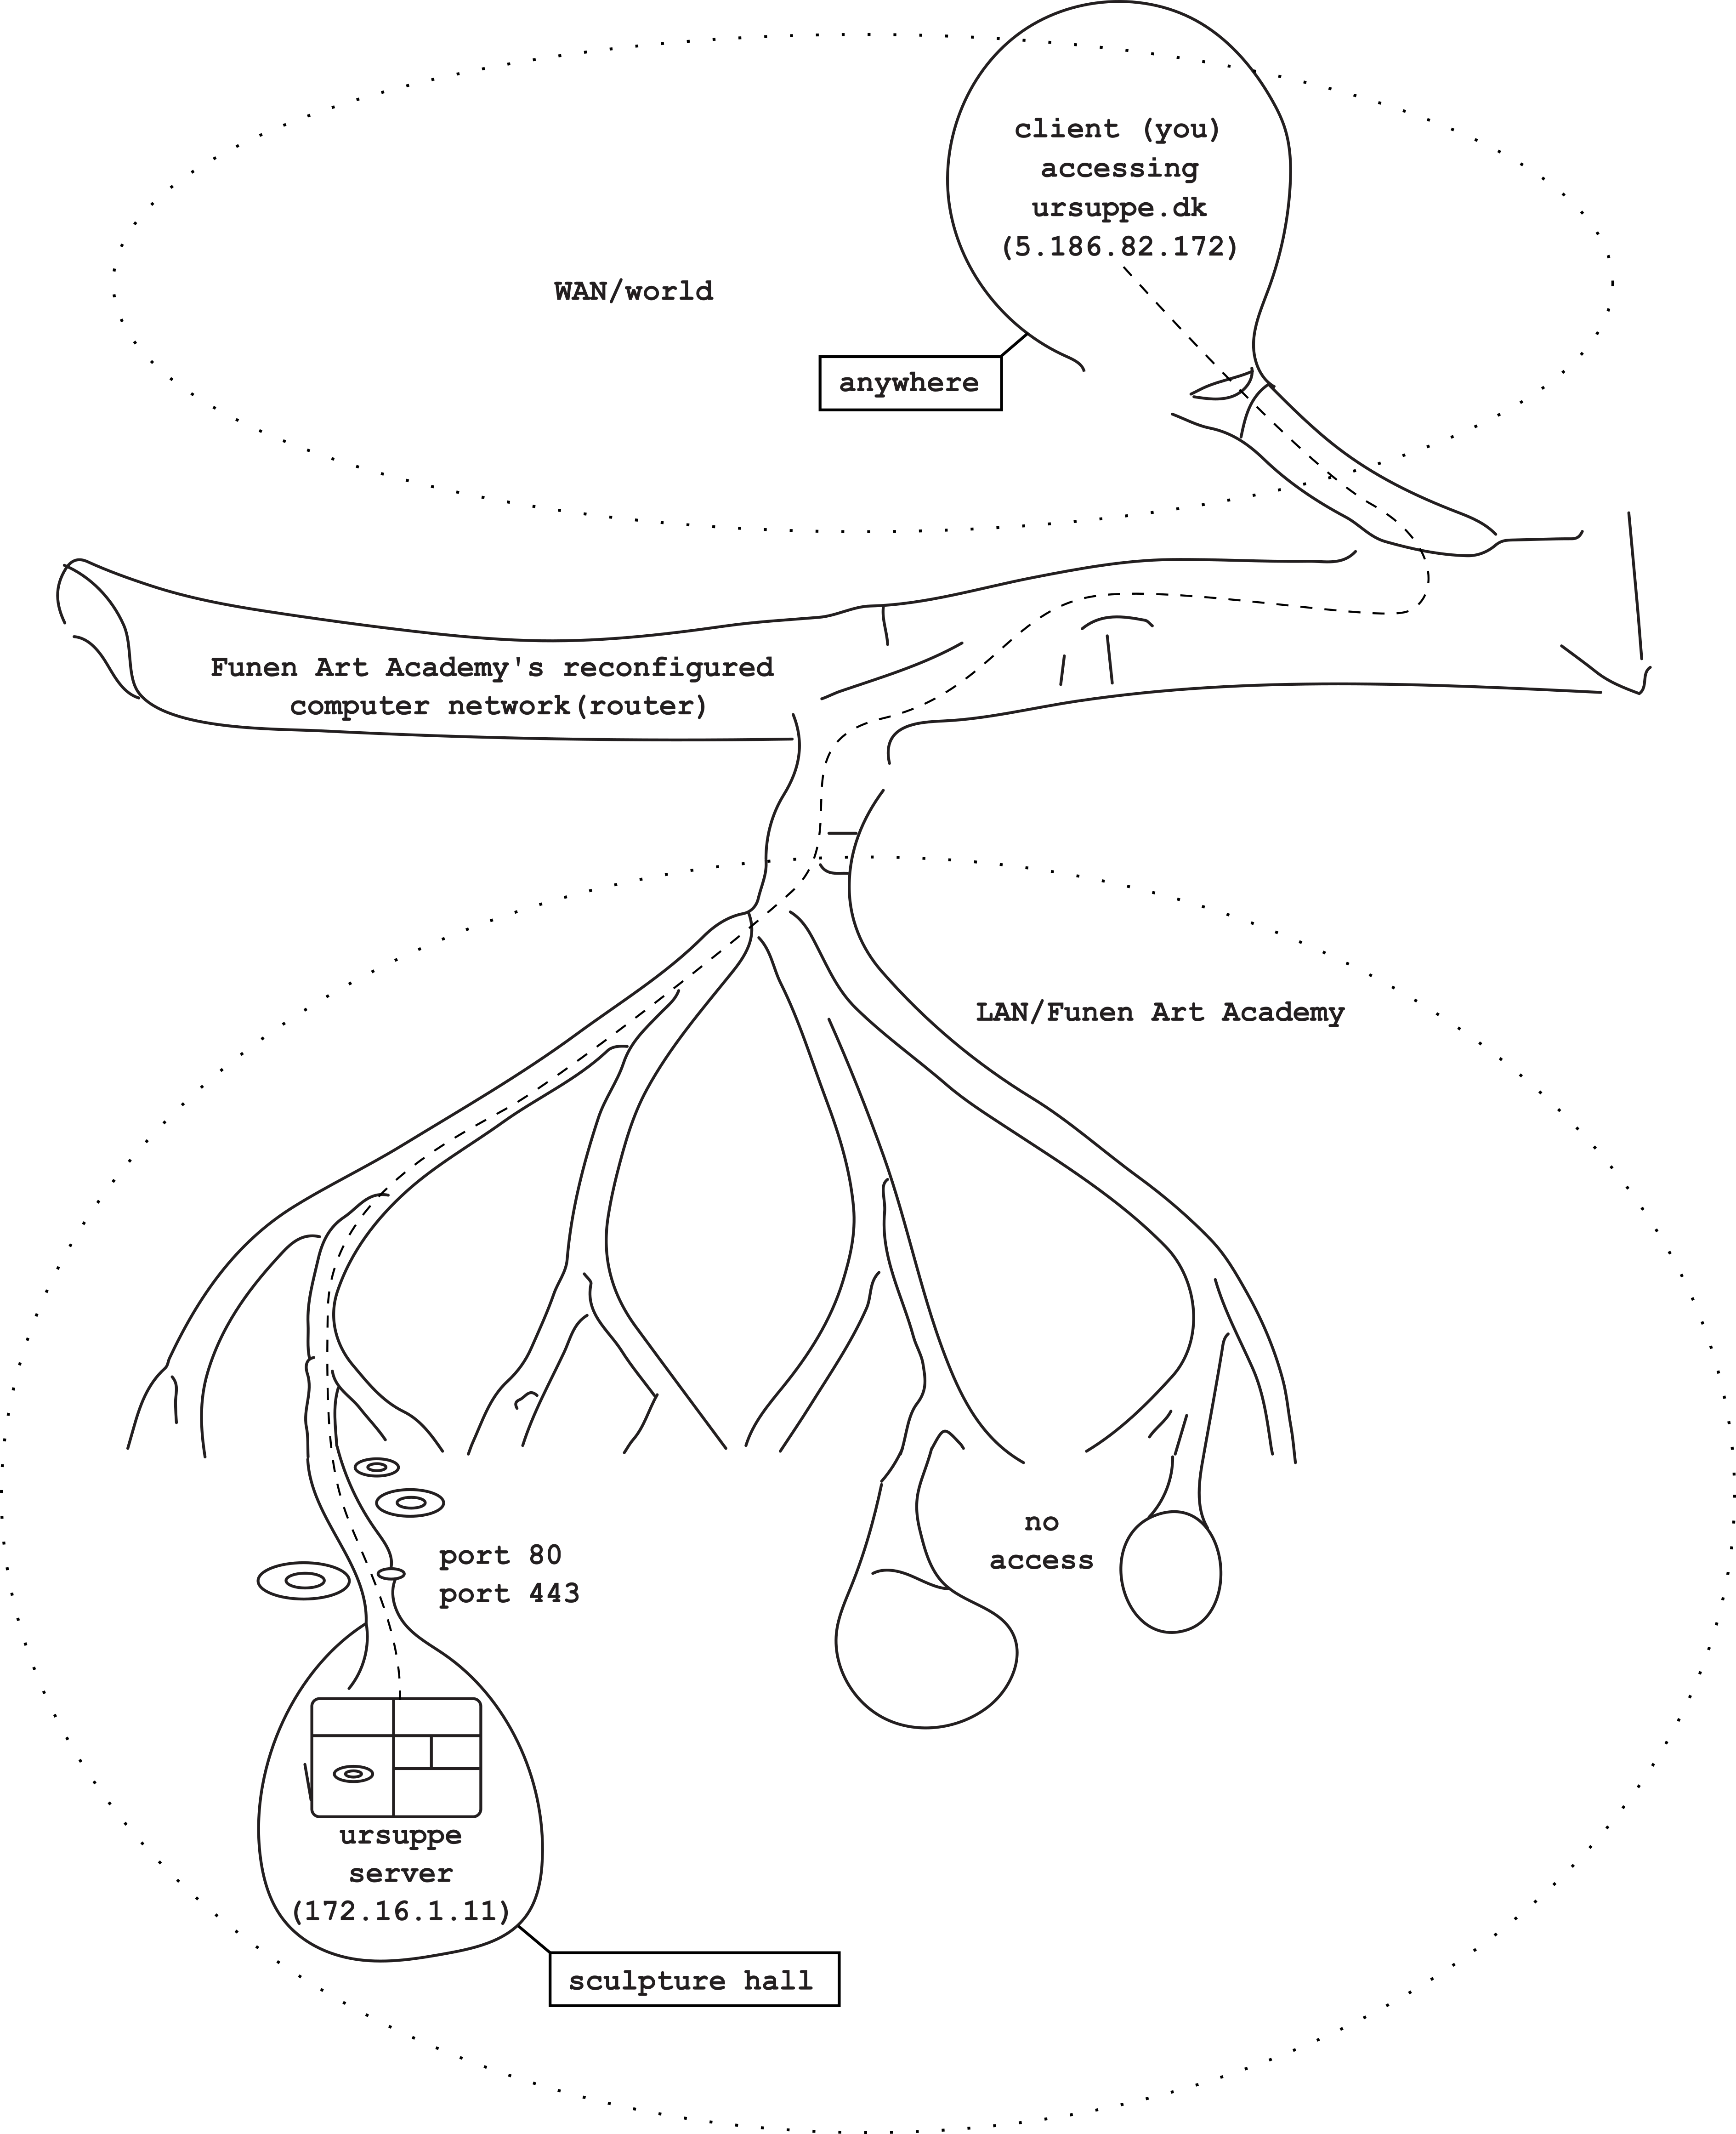 client (you)
accessing
ursuppe.dk
(5.186.82.172)
WAN/world
anywhere
Funen Art Academy's reconfigured
computer network(router)
LAN/Funen Art Academy
no
access
port 80
port 443
ursuppe
server
(172.16.1.11)
sculpture hall